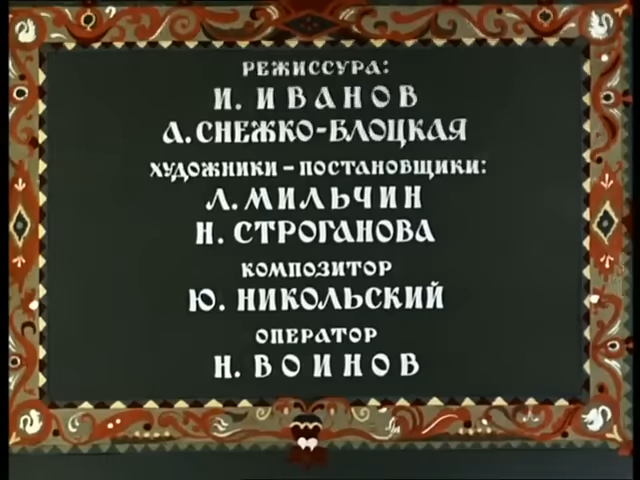 РЕЖИССУРА:
И. ИВАНОВ
А. СНЕЖКО-БЛОЦКАЯ
ХУДОЖНИКИ-ПОСТАНОВЩИКИ:
Л. МИЛЬЧИН
Н. СТРОГАНОВА
КОМПОЗИТОР
Ю. НИКОЛЬСКИЙ
ОПЕРАТОР
Н. ВОИНОВ